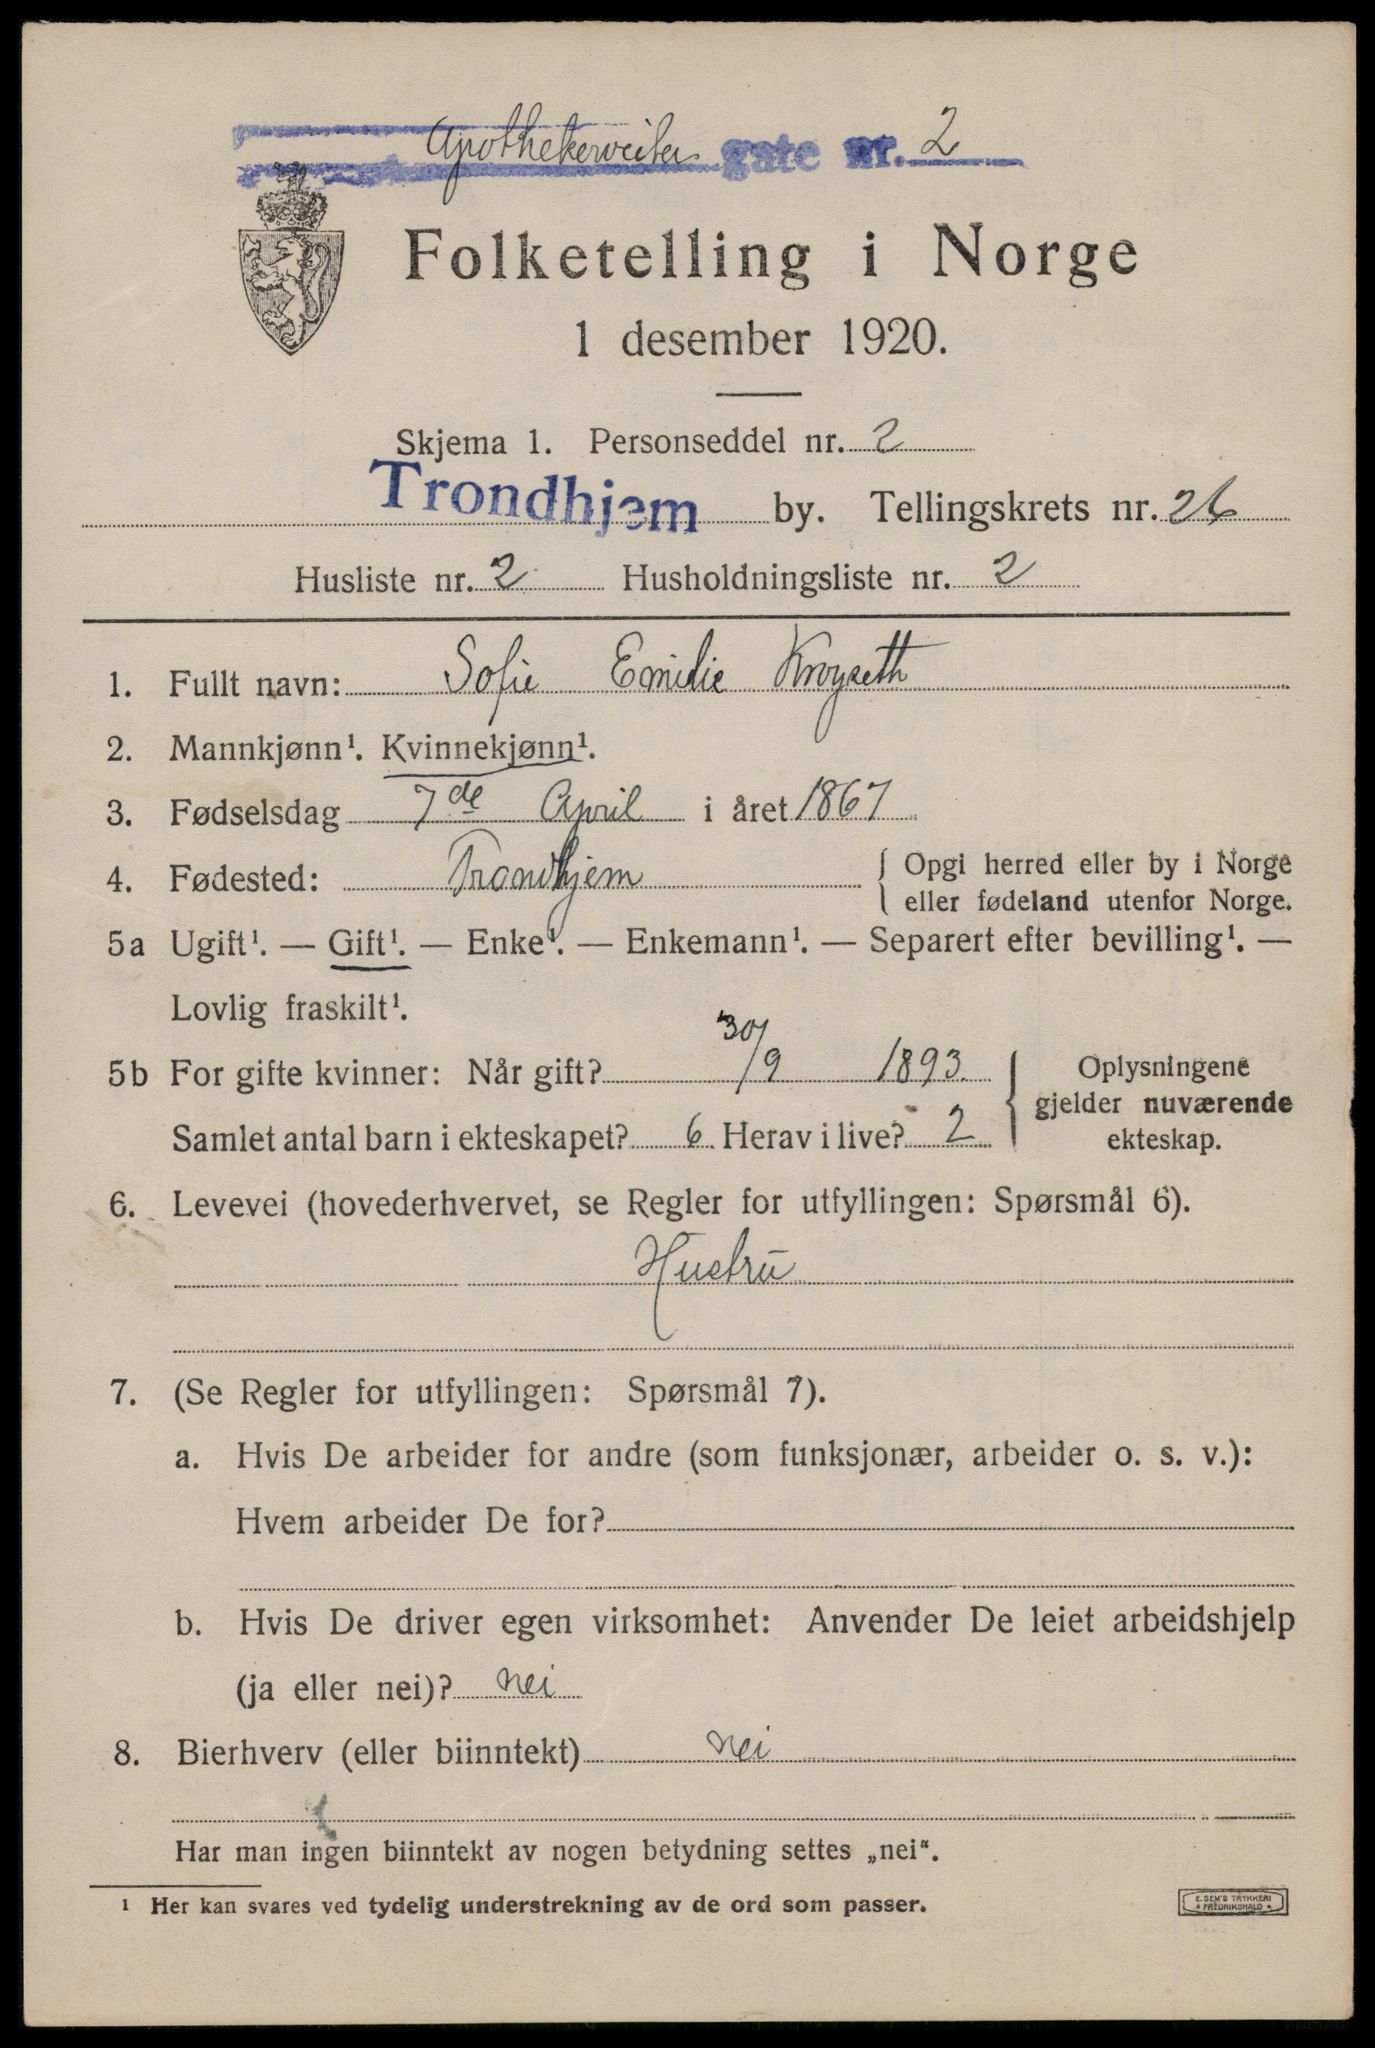 Apothekerveiten gate nr. 2
Folketelling i Norge
1 desember 1920.
Skjema 1. Personseddel nr. 2
Trondhjem by. Tellingskrets nr. 26
Husliste nr. 2 Husholdningsliste nr. 2
1. Fullt navn: Sofie Emilie Krøyseth
2. Mannkjønn¹. Kvinnekjønn¹.
3. Fødselsdag 7de April i året 1867
4. Fødested: Trondhjem { Opgi herred eller by i Norge
eller fødeland utenfor Norge.
5a Ugift¹. — Gift¹. — Enke¹. — Enkemann¹. — Separert efter bevilling¹. —
Lovlig fraskilt¹.
5b For gifte kvinner: Når gift? 30/9 1893. Oplysningene
gjelder nuværende
Samlet antal barn i ekteskapet? 6 Herav i live? 2 ekteskap.
6. Levevei (hovederhvervet, se Regler for utfyllingen: Spørsmål 6).
Hustru
7. (Se Regler for utfyllingen: Spørsmål 7).
a. Hvis De arbeider for andre (som funksjonær, arbeider o. s. v.):
Hvem arbeider De for?
b. Hvis De driver egen virksomhet: Anvender De leiet arbeidshjelp
(ja eller nei)? nei
8. Bierhverv (eller biinntekt) nei
Har man ingen biinntekt av nogen betydning settes „nei“.
¹ Her kan svares ved tydelig understrekning av de ord som passer.
E. SEM'S TRYKKERI
* FREDRIKSHALD *